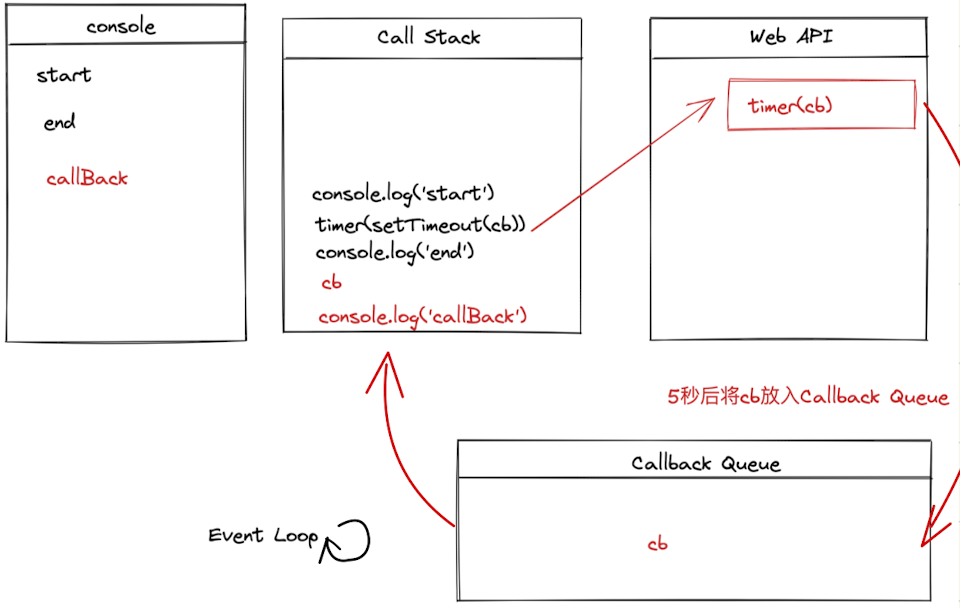 console
start
end
callBack
Call Stack
console.log('start')
timer(setTimeout(cb))
console.log('end')
cb
console.log('callBack')
Web API
timer(cb)
5秒后将cb放入Callback Queue
Callback Queue
cb
Event Loop